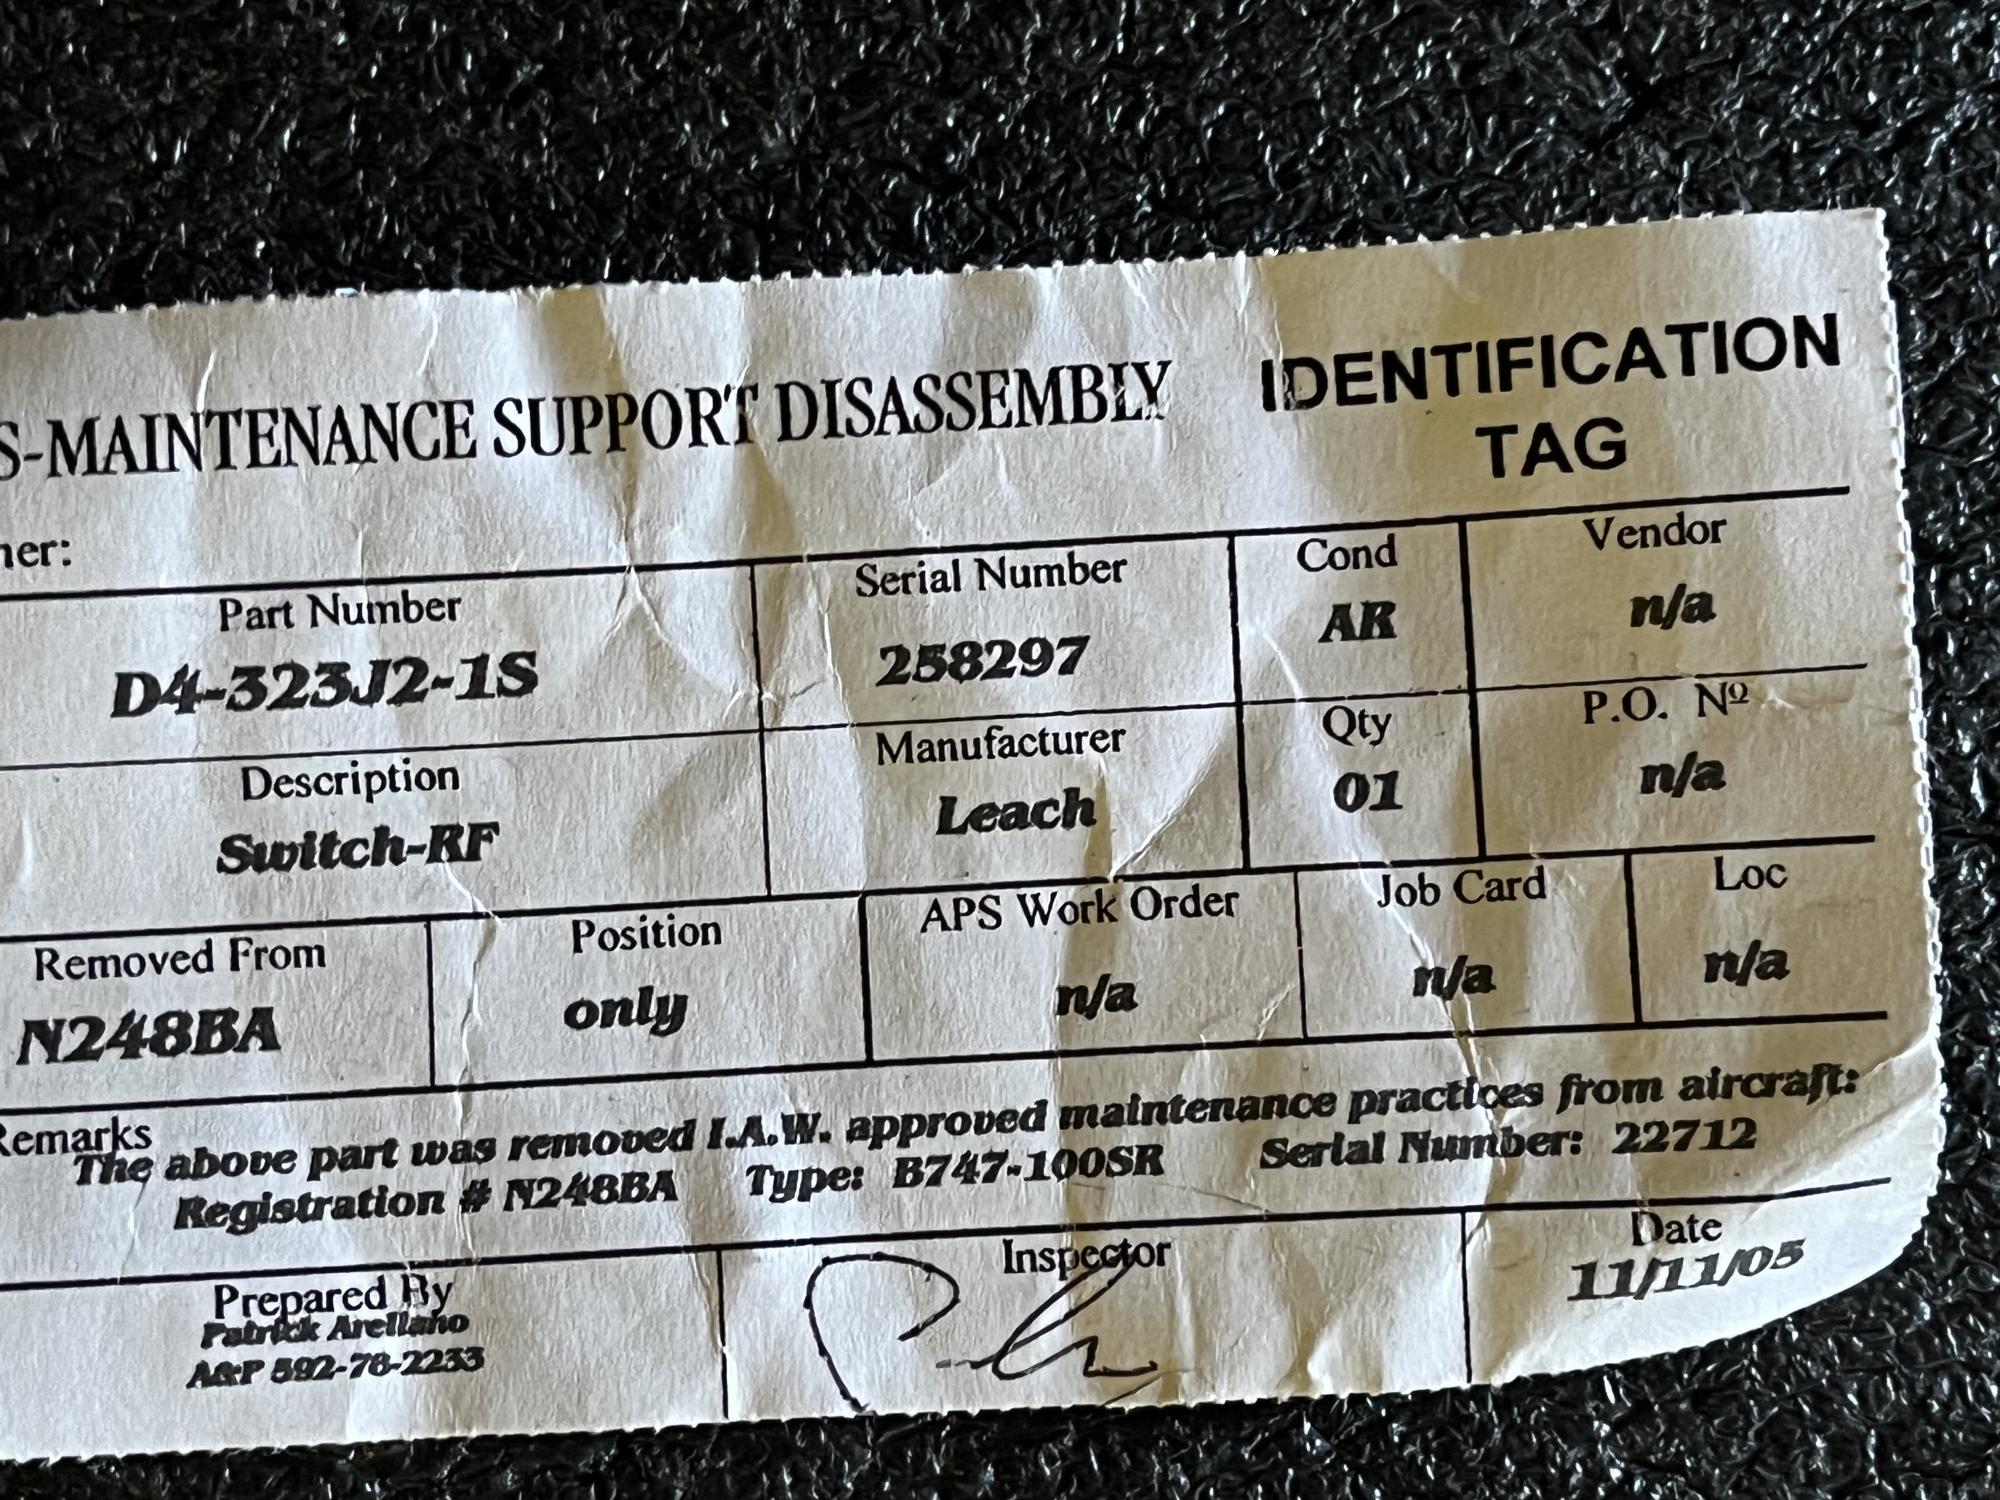 S-MAINTENANCE SUPPORT DISASSEMBLY
IDENTIFICATION
TAG
ner:
Part Number
D4-323J2-1S
Serial Number
258297
Cond
AR
Vendor
n/a
Description
Switch-RF
Manufacturer
Leach
Qty
01
P.O. Nº
n/a
Removed From
N248BA
Position
only
APS Work Order
n/a
Job Card
n/a
Loc
n/a
Remarks
The above part was removed I.A.W. approved maintenance practices from aircraft:
Registration # N248BA Type: B747-100SR Serial Number: 22712
Prepared By
Patrick Arellano
A&P 592-78-2233
Inspector
Date
11/11/05